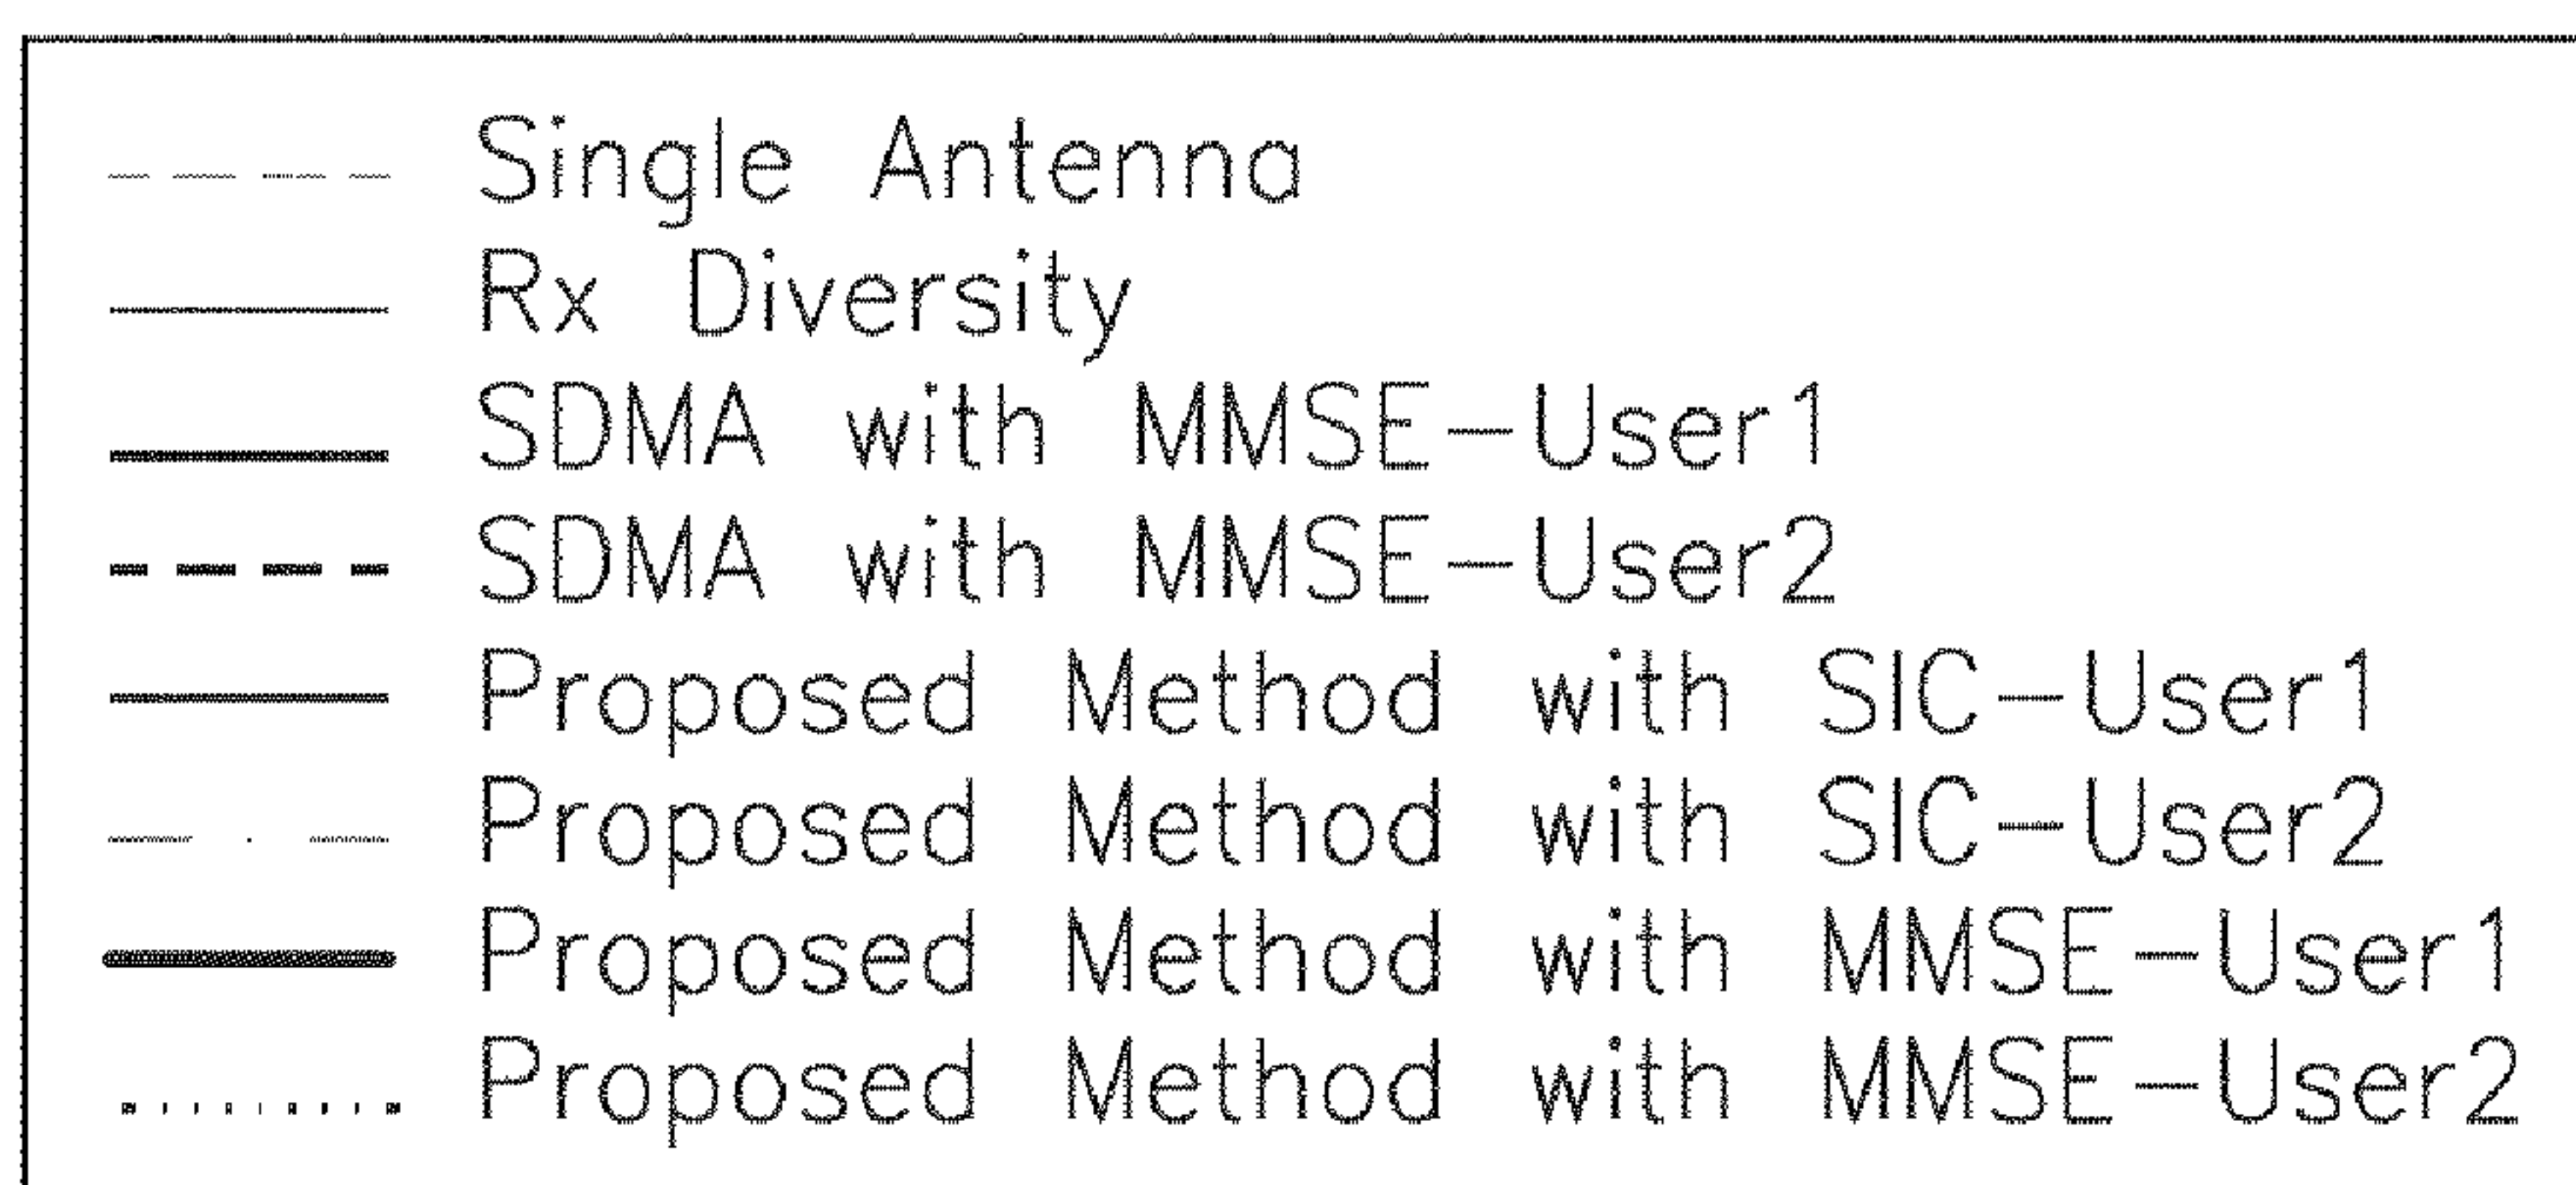 Single Antenna
Rx Diversity
SDMA with MMSE-User1
SDMA with MMSE-User2
Proposed Method with SIC-User1
Proposed Method with SIC-User2
Proposed Method with MMSE-User1
Proposed Method with MMSE-User2